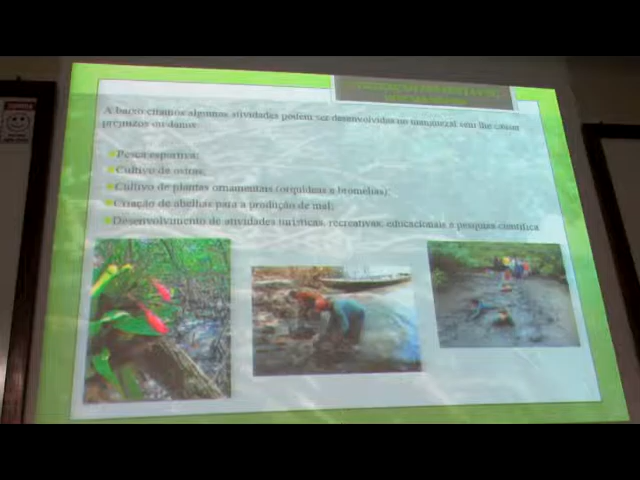 A baixo citamos algumas atividades podem ser desenvolvidas no manguezal sem lhe causar
prejuízos ou danos
Pesca esportiva;
Cultivo de ostras;
Cultivo de plantas ornamentais (orquídeas e bromélias);
Criação de abelhas para a produção de mel;
Desenvolvimento de atividades turísticas, recreativas, educacionais e pesquisa científica